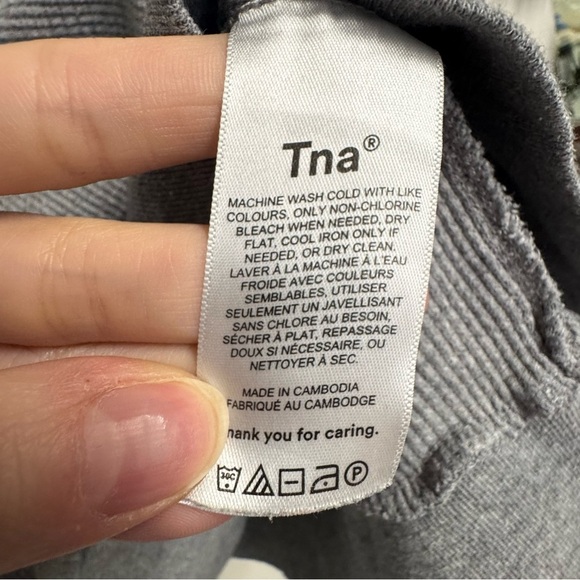 Tna®
MACHINE WASH COLD WITH LIKE
COLOURS, ONLY NON-CHLORINE
BLEACH WHEN NEEDED, DRY
FLAT, COOL IRON ONLY IF
NEEDED, OR DRY CLEAN.
LAVER À LA MACHINE À L'EAU
FROIDE AVEC COULEURS
SEMBLABLES, UTILISER
SEULEMENT UN JAVELLISANT
SANS CHLORE AU BESOIN,
SÉCHER À PLAT, REPASSAGE
DOUX SI NÉCESSAIRE, OU
NETTOYER À SEC.
MADE IN CAMBODIA
FABRIQUÉ AU CAMBODGE
hank you for caring.
30C P